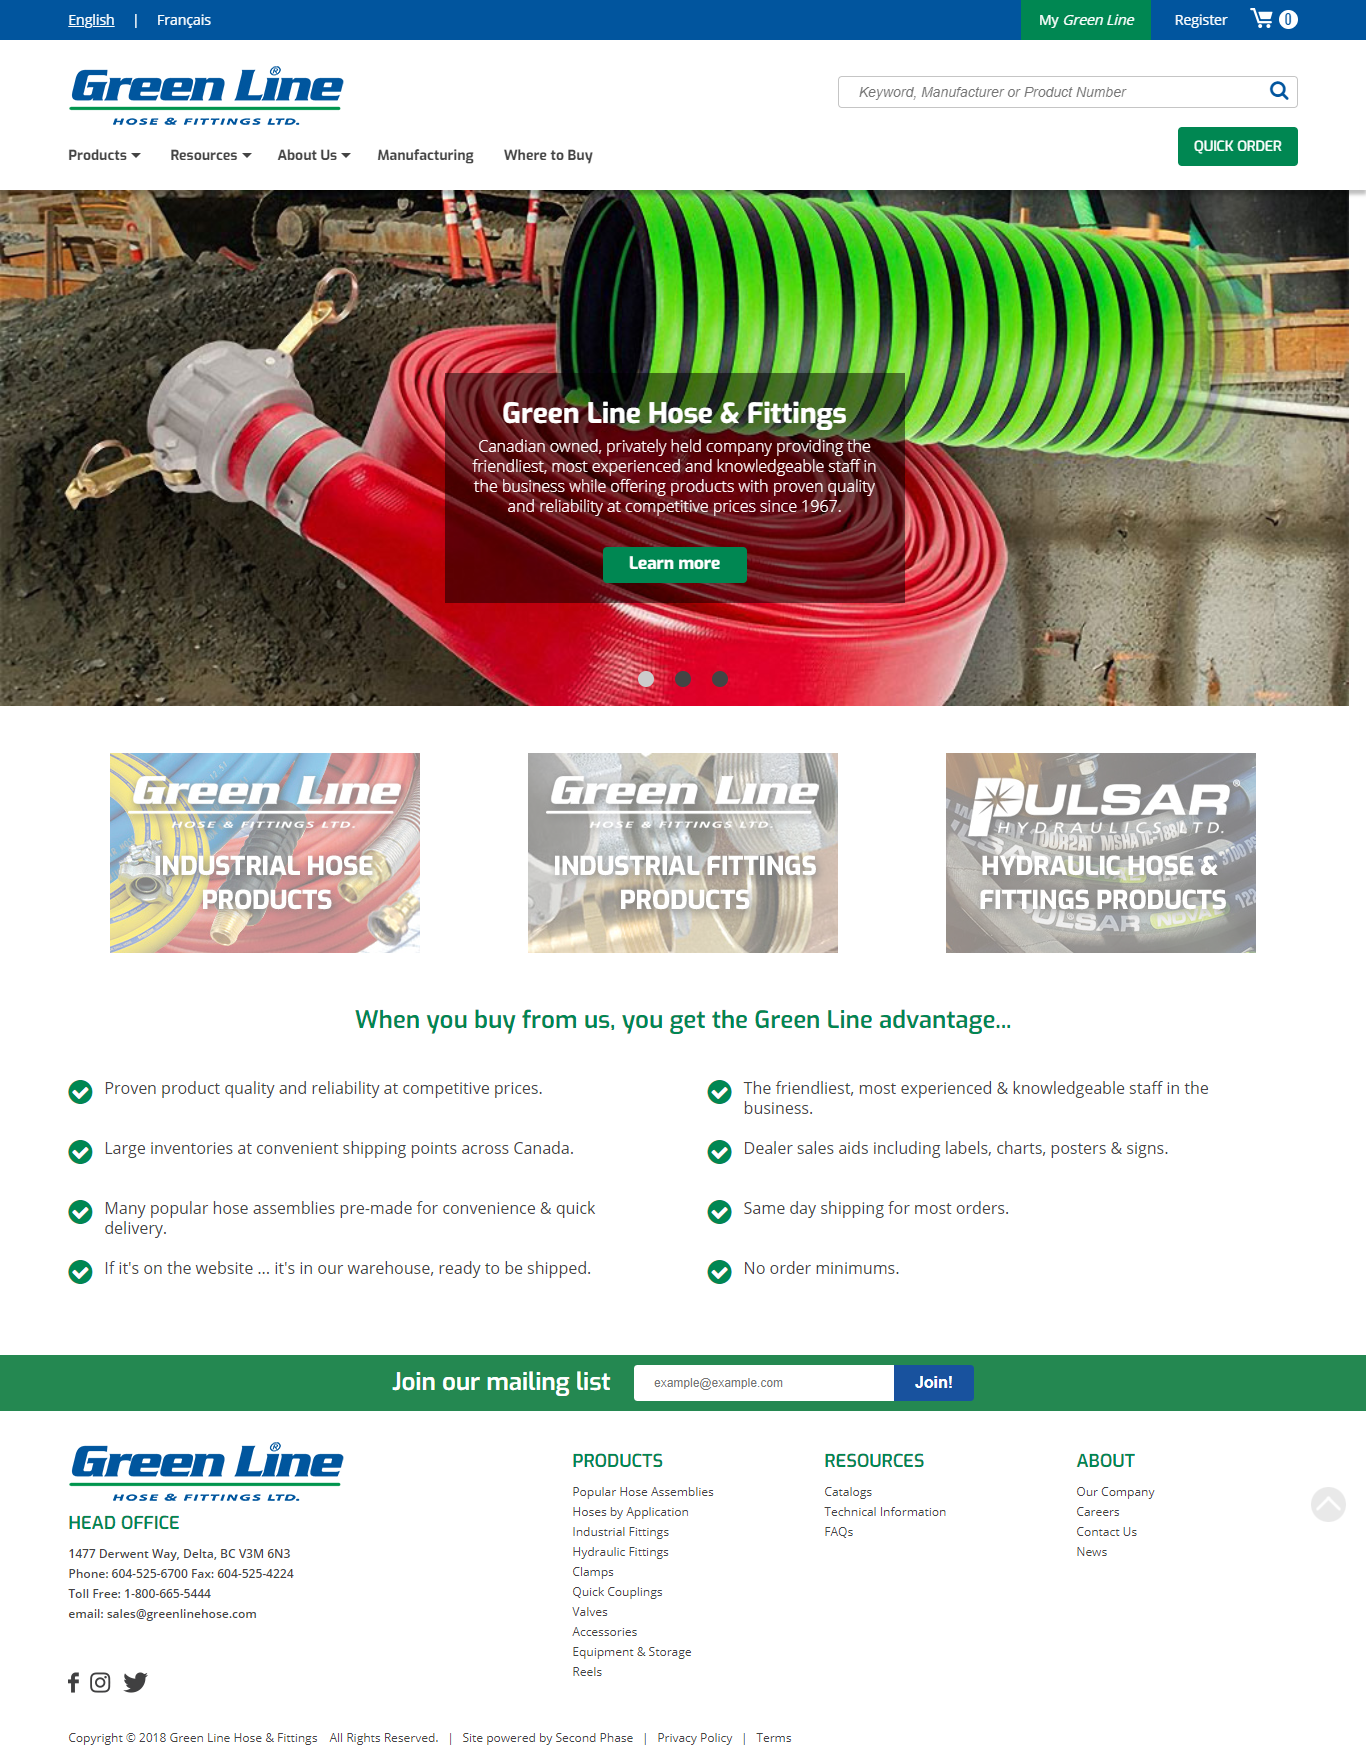 English | Français
My Green Line
Register
0
Green Line®
HOSE & FITTINGS LTD.
Keyword, Manufacturer or Product Number
Products
Resources
About Us
Manufacturing
Where to Buy
QUICK ORDER
Green Line Hose & Fittings
Canadian owned, privately held company providing the
friendliest, most experienced and knowledgeable staff in
the business while offering products with proven quality
and reliability at competitive prices since 1967.
Learn more
Green Line
HOSE & FITTINGS LTD.
INDUSTRIAL HOSE
PRODUCTS
Green Line
HOSE & FITTINGS LTD.
INDUSTRIAL FITTINGS
PRODUCTS
PULSAR®
HYDRAULICS LTD.
HYDRAULIC HOSE &
FITTINGS PRODUCTS
PULSAR
When you buy from us, you get the Green Line advantage...
Proven product quality and reliability at competitive prices.
The friendliest, most experienced & knowledgeable staff in the
business.
Large inventories at convenient shipping points across Canada.
Dealer sales aids including labels, charts, posters & signs.
Many popular hose assemblies pre-made for convenience & quick
delivery.
Same day shipping for most orders.
If it's on the website ... it's in our warehouse, ready to be shipped.
No order minimums.
Join our mailing list
example@example.com
Join!
Green Line®
HOSE & FITTINGS LTD.
HEAD OFFICE
1477 Derwent Way, Delta, BC V3M 6N3
Phone: 604-525-6700 Fax: 604-525-4224
Toll Free: 1-800-665-5444
email: sales@greenlinehose.com
PRODUCTS
Popular Hose Assemblies
Hoses by Application
Industrial Fittings
Hydraulic Fittings
Clamps
Quick Couplings
Valves
Accessories
Equipment & Storage
Reels
RESOURCES
Catalogs
Technical Information
FAQs
ABOUT
Our Company
Careers
Contact Us
News
Copyright © 2018 Green Line Hose & Fittings All Rights Reserved. | Site powered by Second Phase | Privacy Policy | Terms